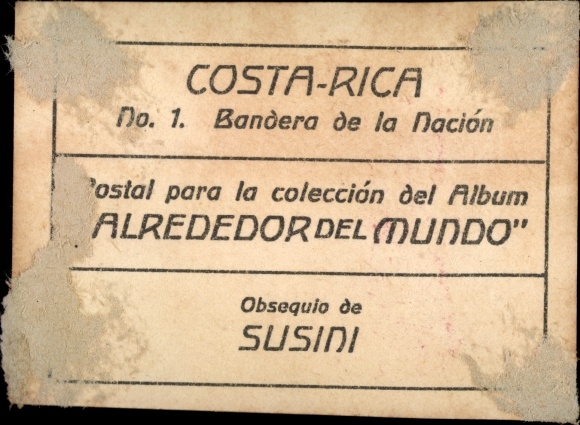 COSTA-RICA
No. 1. Bandera de la Nación
Postal para la colección del Album
"ALREDEDOR DEL MUNDO"
Obsequio de
SUSINI